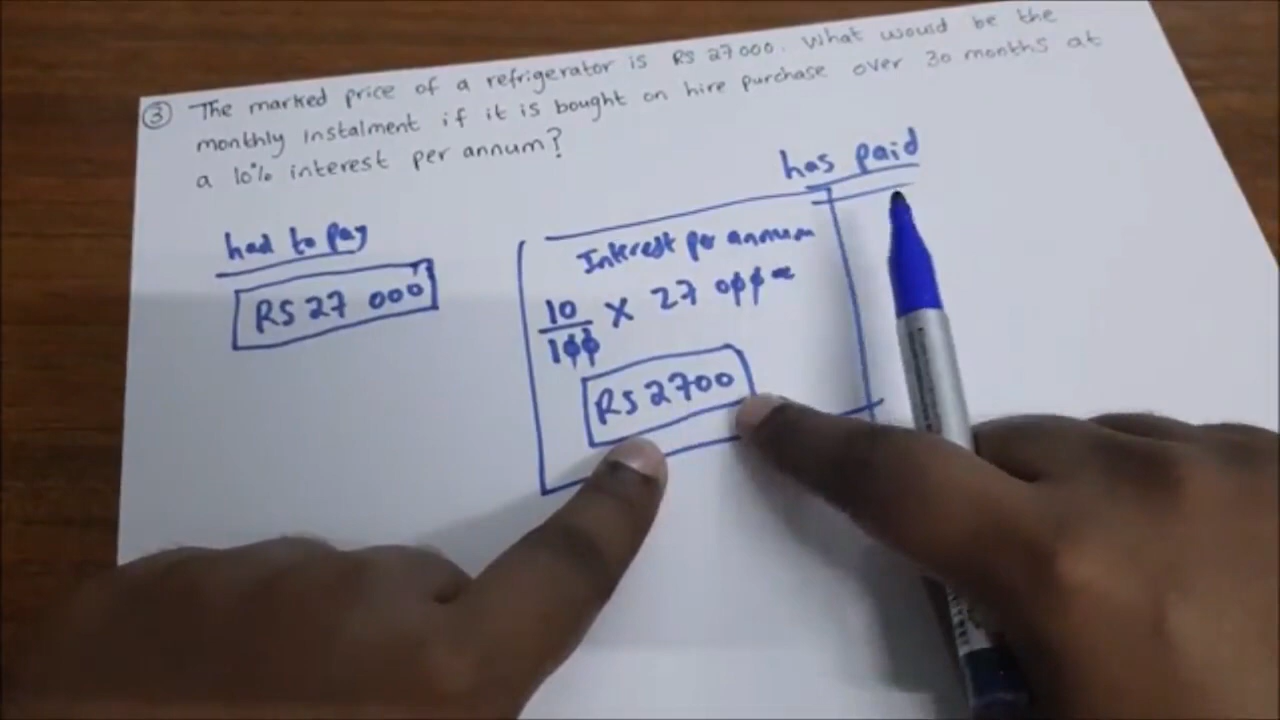 ③ The marked price of a refrigerator is Rs 27000. What would be the
monthly instalment if it is bought on hire purchase over 30 months at
a 10% interest per annum?
had to pay
RS 27 000
Interest per annum
10
100
X 27 000
RS 2700
has paid